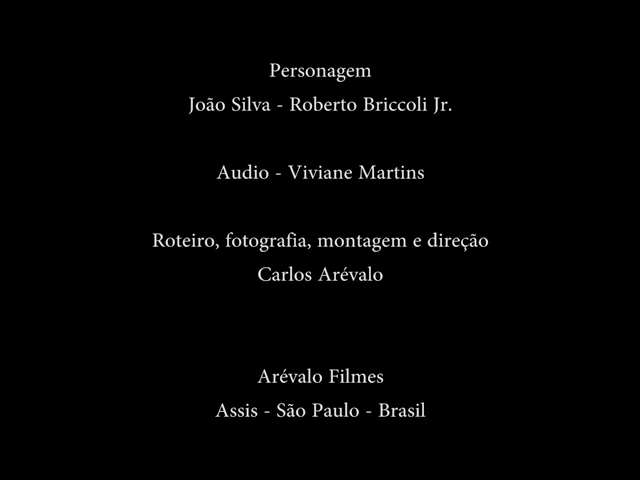 Personagem
João Silva - Roberto Briccoli Jr.
Audio - Viviane Martins
Roteiro, fotografia, montagem e direção
Carlos Arévalo
Arévalo Filmes
Assis - São Paulo - Brasil